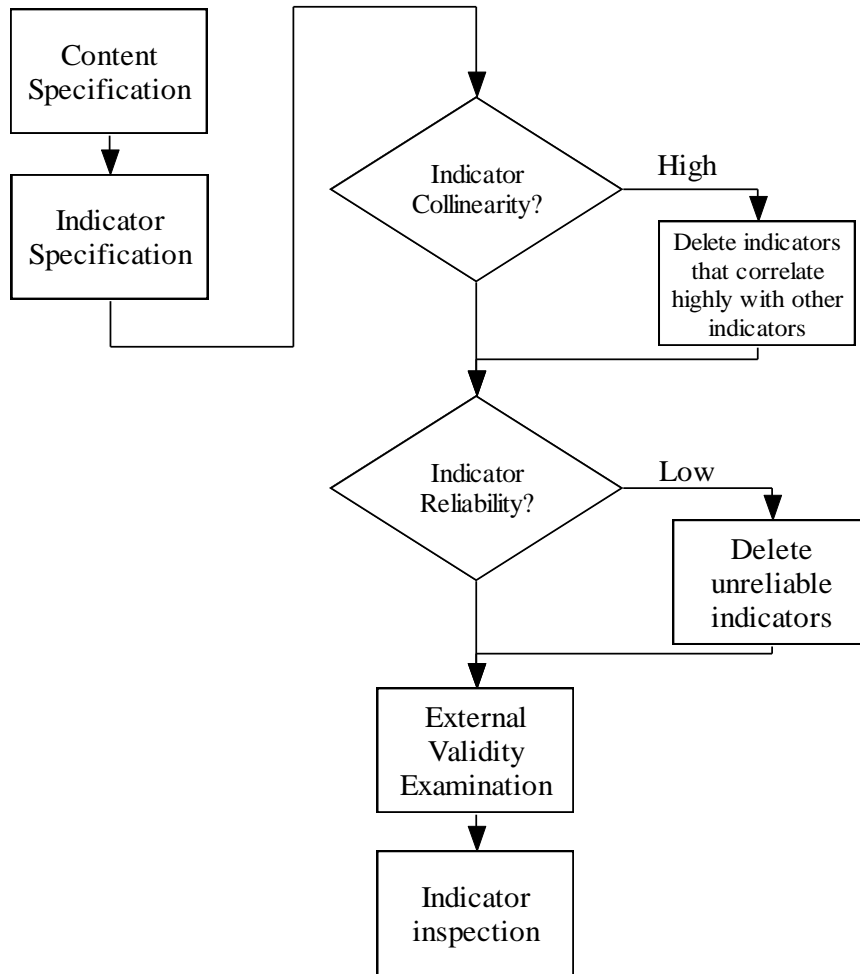 Content
Specification
Indicator
Specification
Indicator
Collinearity?
High
Delete indicators
that correlate
highly with other
indicators
Indicator
Reliability?
Low
Delete
unreliable
indicators
External
Validity
Examination
Indicator
inspection